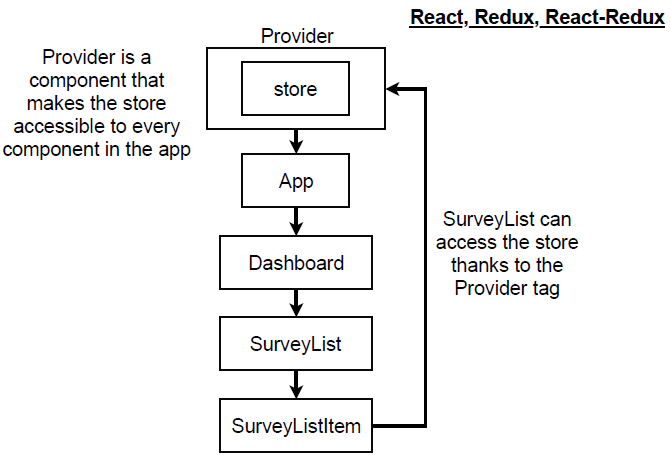 React, Redux, React-Redux
Provider
Provider is a
component that
makes the store
accessible to every
component in the app
store
App
SurveyList can
access the store
thanks to the
Provider tag
Dashboard
SurveyList
SurveyListItem